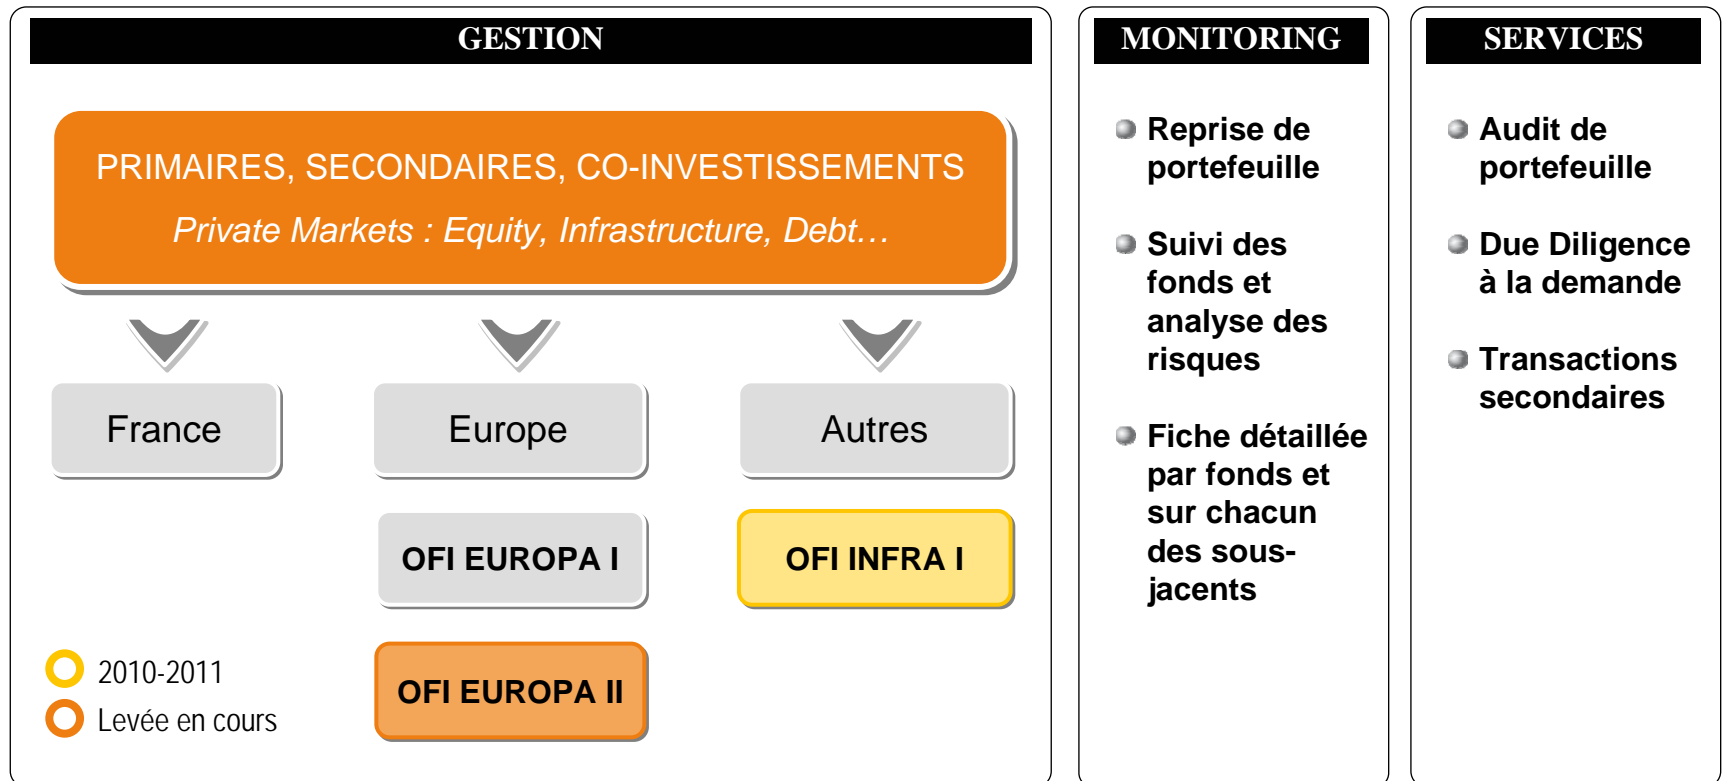 GESTION
PRIMAIRES, SECONDAIRES, CO-INVESTISSEMENTS
Private Markets : Equity, Infrastructure, Debt…
France
Europe
Autres
OFI EUROPA I
OFI INFRA I
OFI EUROPA II
2010-2011
Levée en cours
MONITORING
Reprise de
portefeuille
Suivi des
fonds et
analyse des
risques
Fiche détaillée
par fonds et
sur chacun
des sous-
jacents
SERVICES
Audit de
portefeuille
Due Diligence
à la demande
Transactions
secondaires